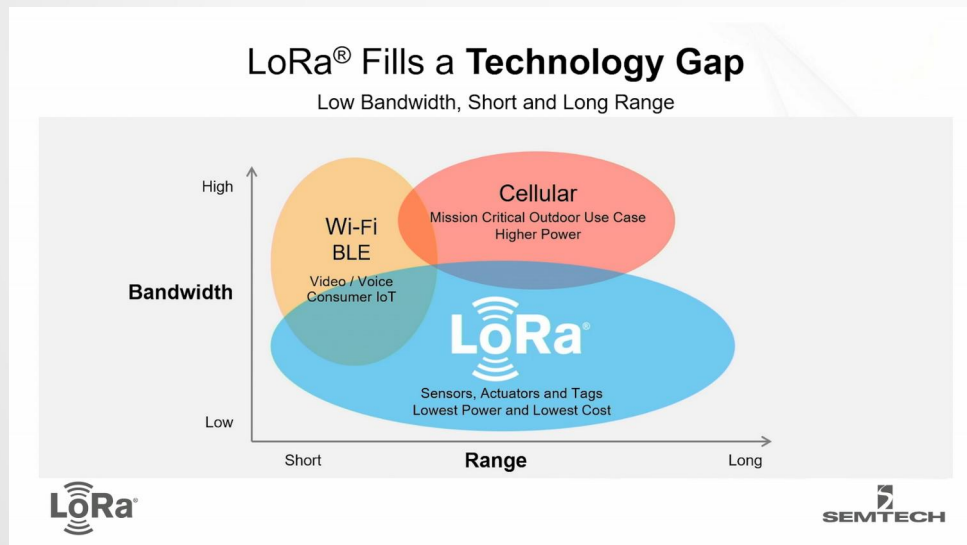 LoRa® Fills a Technology Gap
Low Bandwidth, Short and Long Range
High
Cellular
Mission Critical Outdoor Use Case
Higher Power
Wi-Fi
BLE
Video / Voice
Consumer IoT
Bandwidth
LoRa®
Sensors, Actuators and Tags
Lowest Power and Lowest Cost
Low
Short
Range
Long
LoRa®
SEMTECH